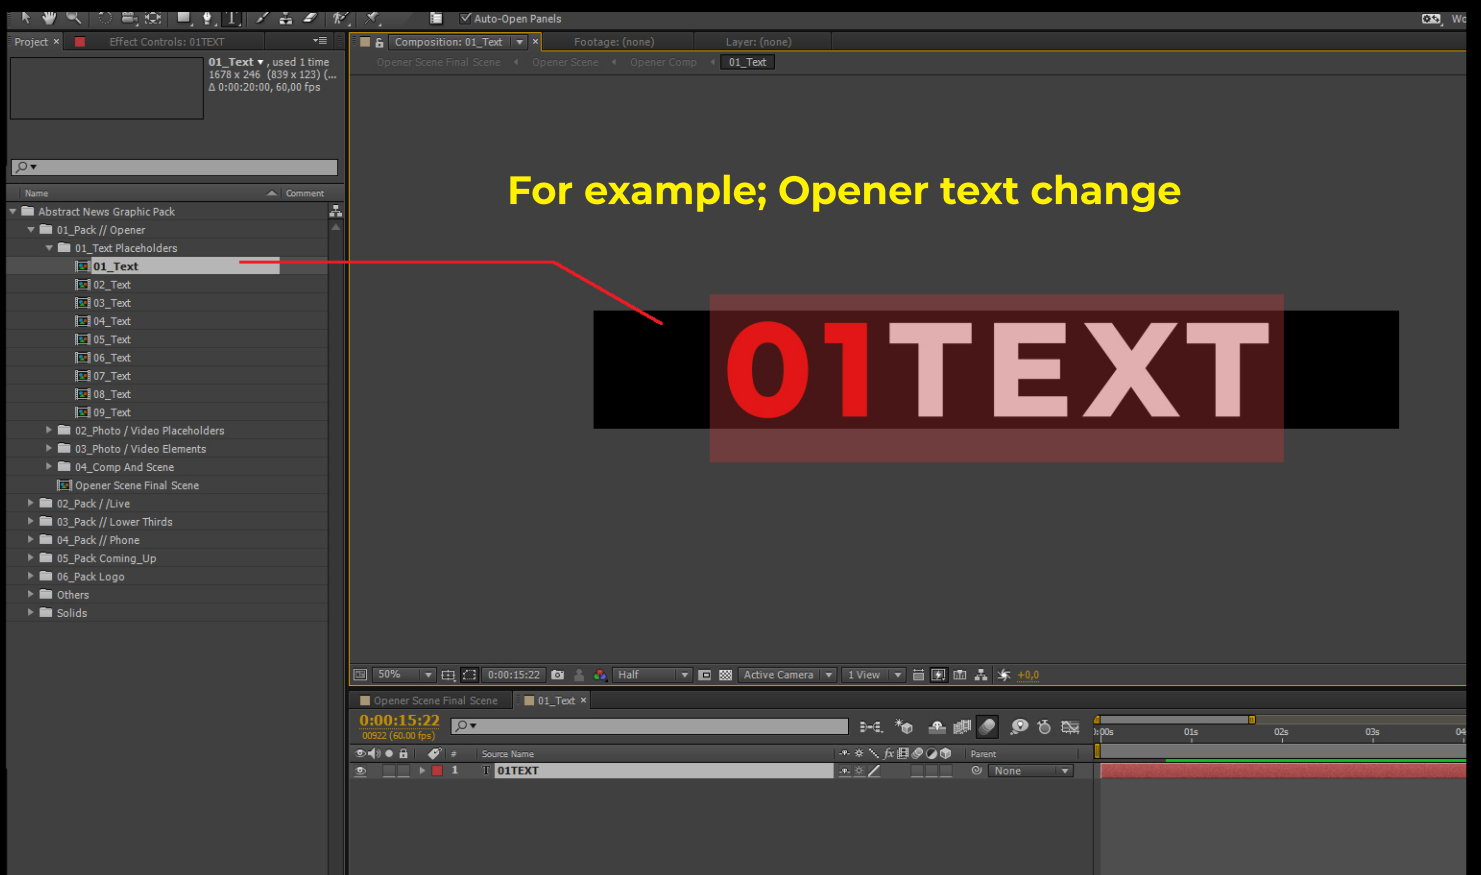 Auto-Open Panels
Project ×
Effect Controls: 01TEXT
Composition: 01_Text
Footage: (none)
Layer: (none)
Opener Scene Final Scene
Opener Scene
Opener Comp
01_Text
01_Text ▾ , used 1 time
1678 x 246 (839 x 123) (...
Δ 0:00:20:00, 60,00 fps
For example; Opener text change
Name
Comment
Abstract News Graphic Pack
01_Pack // Opener
01_Text Placeholders
01_Text
02_Text
03_Text
04_Text
05_Text
06_Text
07_Text
08_Text
09_Text
02_Photo / Video Placeholders
03_Photo / Video Elements
04_Comp And Scene
Opener Scene Final Scene
02_Pack / /Live
03_Pack // Lower Thirds
04_Pack // Phone
05_Pack Coming_Up
06_Pack Logo
Others
Solids
01TEXT
50%
0:00:15:22
Half
Active Camera
1 View
+0,0
Opener Scene Final Scene
01_Text ×
0:00:15:22
00922 (60.00 fps)
01s
02s
03s
04
# Source Name
fx
Parent
1 T 01TEXT
None